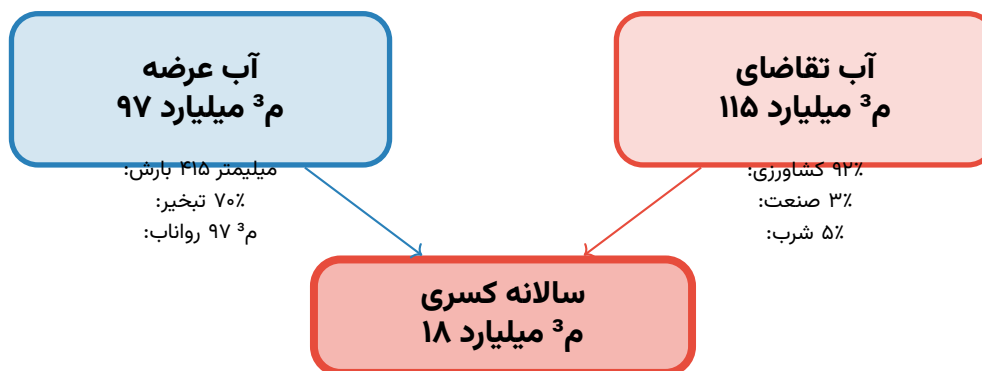 آب تقاضای
م³ میلیارد ۱۱۵
۹۲٪ کشاورزی:
۳٪ صنعت:
۵٪ شرب:
آب عرضه
م³ میلیارد ۹۷
میلیمتر ۴۱۵ بارش:
۷۰٪ تبخیر:
م³ ۹۷ رواناب:
سالانه کسری
م³ میلیارد ۱۸